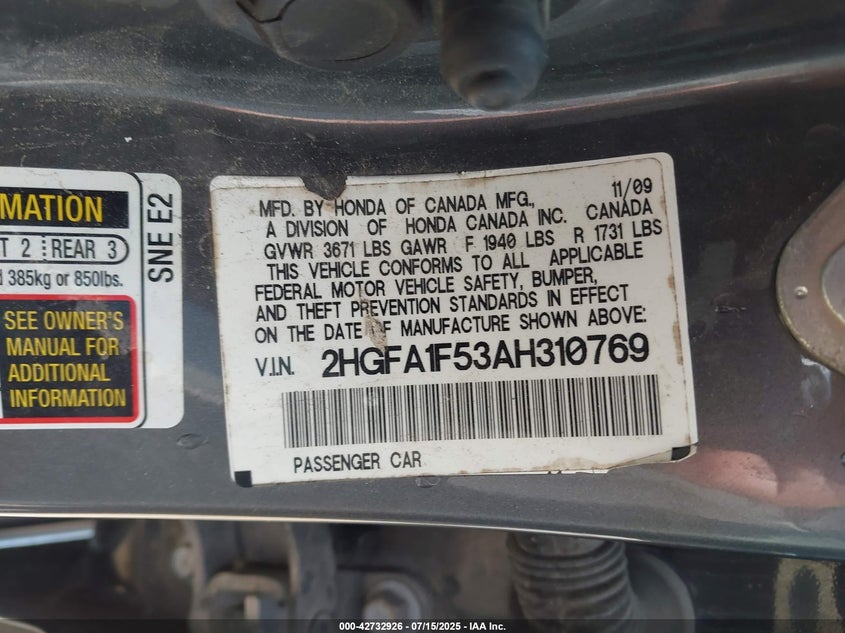 MATION
T 2 REAR 3
385kg or 850lbs.
SEE OWNER'S
MANUAL FOR
ADDITIONAL
INFORMATION
SNE E2
MFD. BY HONDA OF CANADA MFG., 11/09
A DIVISION OF HONDA CANADA INC. CANADA
GVWR 3671 LBS GAWR F 1940 LBS R 1731 LBS
THIS VEHICLE CONFORMS TO ALL APPLICABLE
FEDERAL MOTOR VEHICLE SAFETY, BUMPER,
AND THEFT PREVENTION STANDARDS IN EFFECT
ON THE DATE OF MANUFACTURE SHOWN ABOVE:
V.I.N. 2HGFA1F53AH310769
PASSENGER CAR
000-42732926 - 07/15/2025 - IAA Inc.